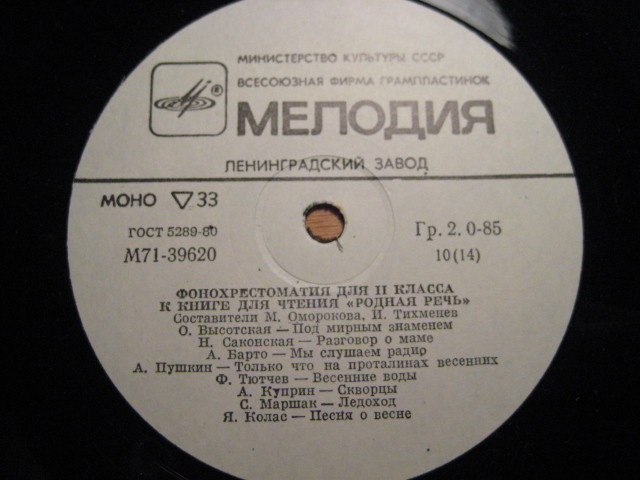 МИНИСТЕРСТВО КУЛЬТУРЫ СССР
ВСЕСОЮЗНАЯ ФИРМА ГРАМПЛАСТИНОК
®
МЕЛОДИЯ
ЛЕНИНГРАДСКИЙ ЗАВОД
МОНО ▽ 33
ГОСТ 5289-80
М71-39620
Гр. 2. 0-85
10(14)
ФОНОХРЕСТОМАТИЯ ДЛЯ II КЛАССА
К КНИГЕ ДЛЯ ЧТЕНИЯ «РОДНАЯ РЕЧЬ»
Составители М. Оморокова, И. Тихменев
О. Высотская — Под мирным знаменем
Н. Саконская — Разговор о маме
А. Барто — Мы слушаем радио
А. Пушкин — Только что на проталинах весенних
Ф. Тютчев — Весенние воды
А. Куприн — Скворцы
С. Маршак — Ледоход
Я. Колас — Песня о весне